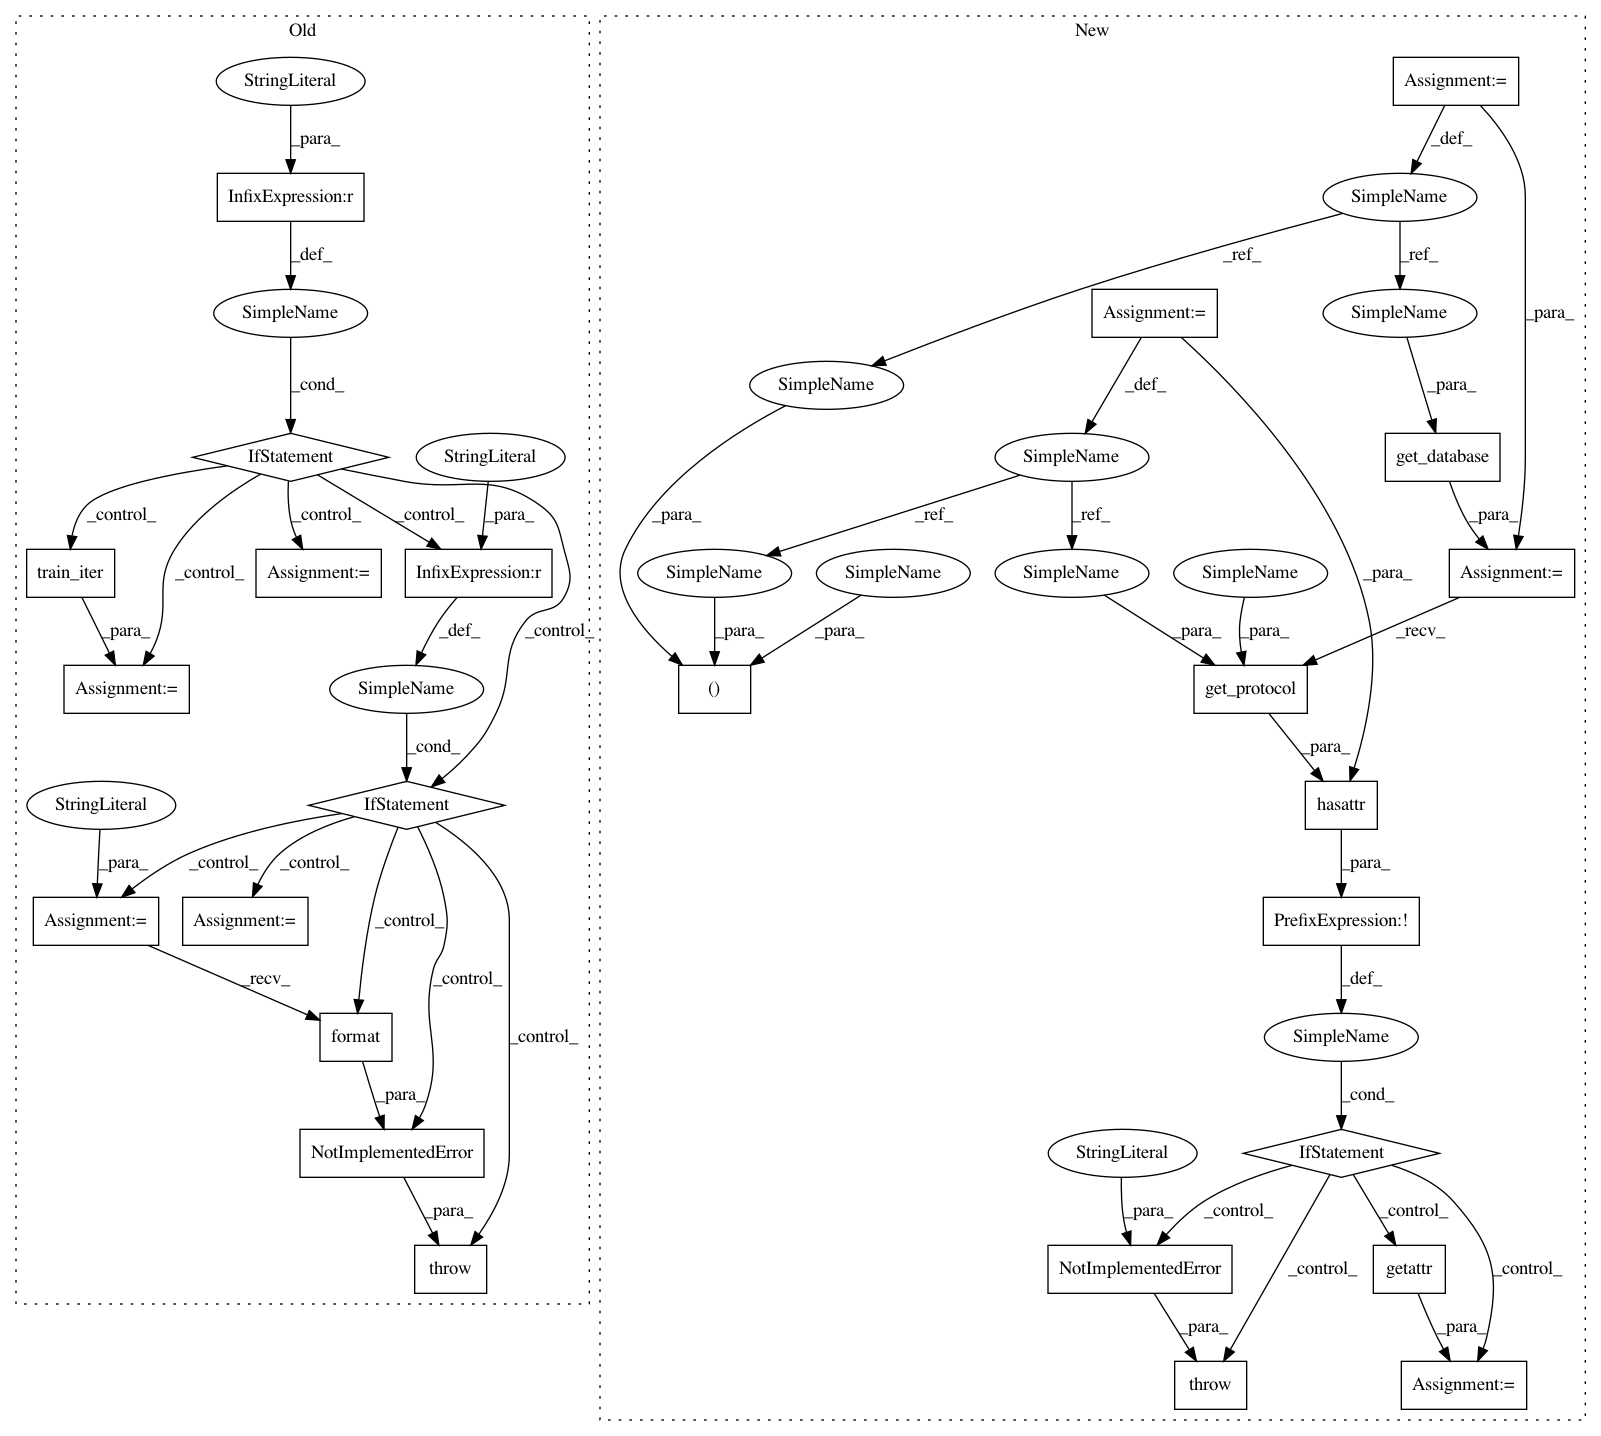 Old
New
StringLiteral
Assignment:=
_para_
_def_
InfixExpression:r
SimpleName
_def_
_ref_
_ref_
SimpleName
Assignment:=
SimpleName
_para_
_cond_
SimpleName
_def_
_para_
IfStatement
StringLiteral
SimpleName
get_database
_control_
_control_
_control_
_para_
_para_
_ref_
_ref_
_para_
train_iter
_control_
Assignment:=
InfixExpression:r
SimpleName
SimpleName
SimpleName
SimpleName
Assignment:=
_para_
_para_
_def_
_control_
_para_
_para_
_para_
_para_
_recv_
Assignment:=
SimpleName
()
get_protocol
_cond_
_para_
StringLiteral
IfStatement
hasattr
_para_
_control_
_control_
_para_
Assignment:=
Assignment:=
_control_
PrefixExpression:!
_recv_
_control_
_def_
format
_control_
SimpleName
_para_
_cond_
NotImplementedError
StringLiteral
IfStatement
_para_
_para_
_control_
_control_
throw
NotImplementedError
_control_
getattr
_control_
_para_
_para_
throw
Assignment:=